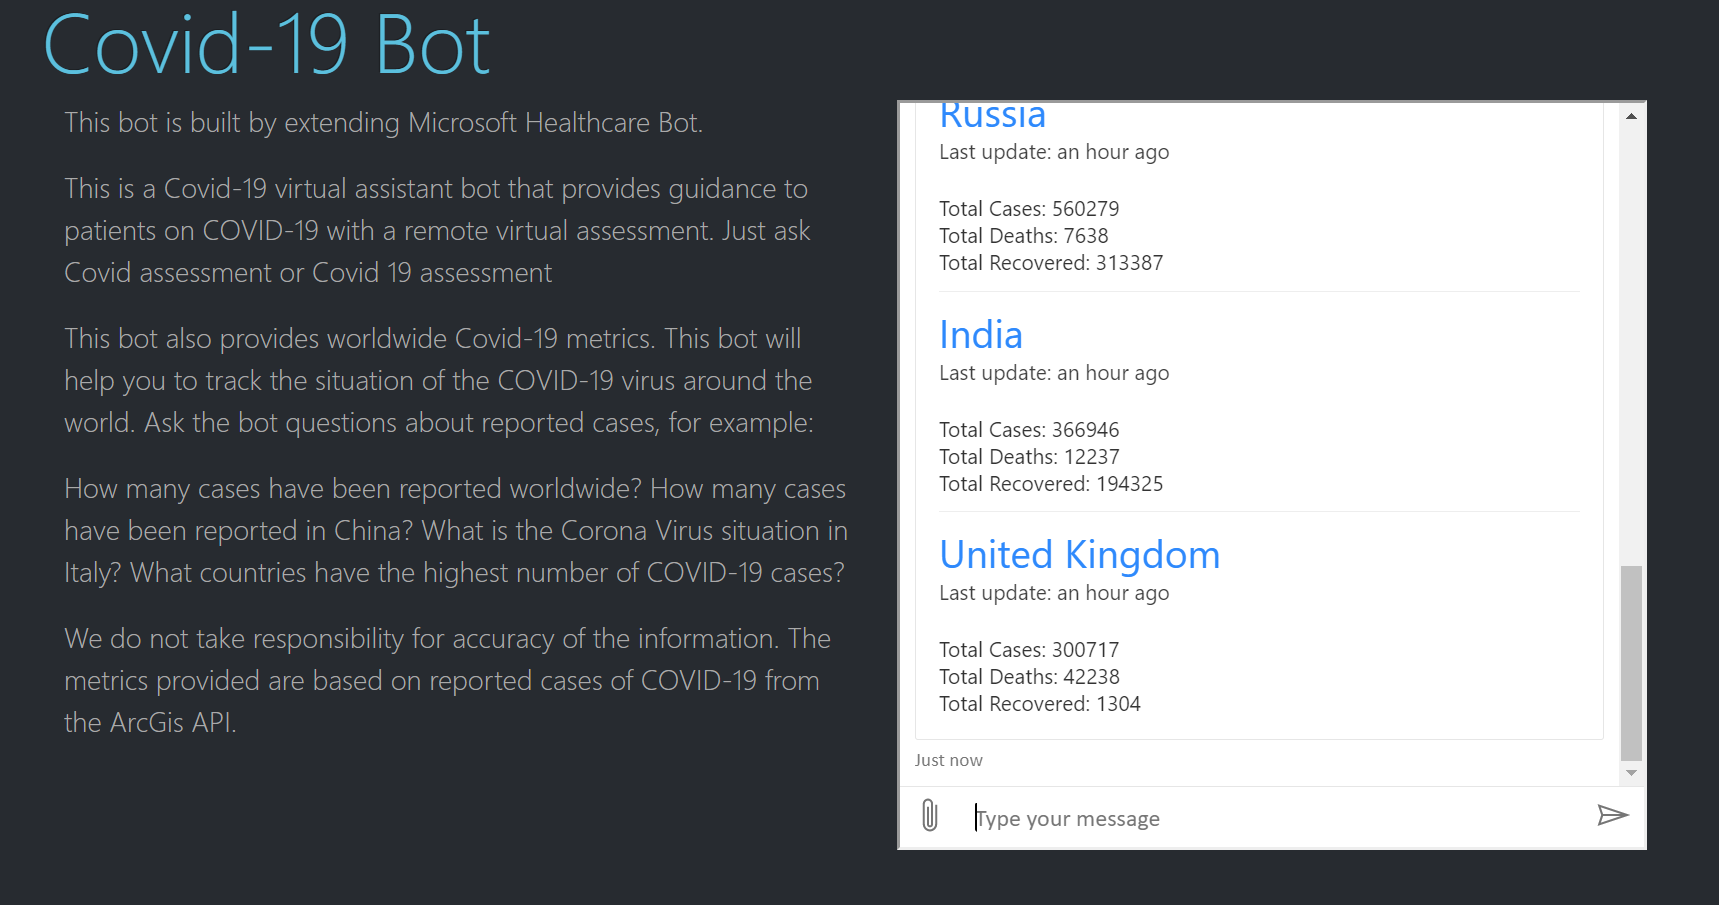 Covid-19 Bot
This bot is built by extending Microsoft Healthcare Bot.
This is a Covid-19 virtual assistant bot that provides guidance to
patients on COVID-19 with a remote virtual assessment. Just ask
Covid assessment or Covid 19 assessment
This bot also provides worldwide Covid-19 metrics. This bot will
help you to track the situation of the COVID-19 virus around the
world. Ask the bot questions about reported cases, for example:
How many cases have been reported worldwide? How many cases
have been reported in China? What is the Corona Virus situation in
Italy? What countries have the highest number of COVID-19 cases?
We do not take responsibility for accuracy of the information. The
metrics provided are based on reported cases of COVID-19 from
the ArcGis API.
Russia
Last update: an hour ago
Total Cases: 560279
Total Deaths: 7638
Total Recovered: 313387
India
Last update: an hour ago
Total Cases: 366946
Total Deaths: 12237
Total Recovered: 194325
United Kingdom
Last update: an hour ago
Total Cases: 300717
Total Deaths: 42238
Total Recovered: 1304
Just now
Type your message